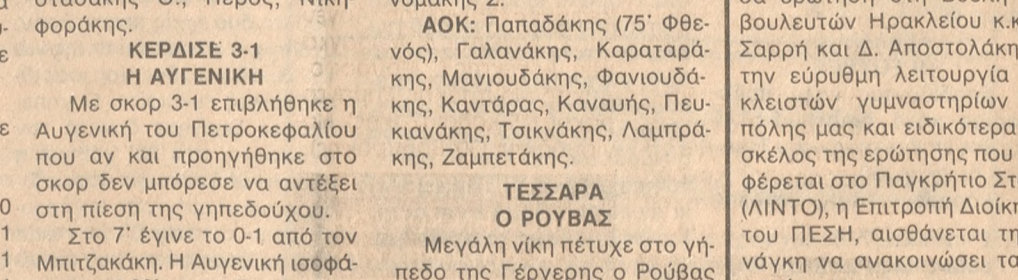 φοράκης.
ΚΕΡΔΙΣΕ 3-1
Η ΑΥΓΕΝΙΚΗ
Με σκορ 3-1 επιβλήθηκε η
Αυγενική του Πετροκεφαλίου
που αν και προηγήθηκε στο
σκορ δεν μπόρεσε να αντέξει
στη πίεση της γηπεδούχου.
Στο 7' έγινε το 0-1 από τον
Μπιτζακάκη. Η Αυγενική ισοφά-
ΑΟΚ: Παπαδάκης (75' Φθε-
νός), Γαλανάκης, Καραταρά-
κης, Μανιουδάκης, Φανιουδά-
κης, Καντάρας, Καναυής, Πευ-
κιανάκης, Τσικνάκης, Λαμπρά-
κης, Ζαμπετάκης.
ΤΕΣΣΑΡΑ
Ο ΡΟΥΒΑΣ
Μεγάλη νίκη πέτυχε στο γή-
πεδο της Γέργερης ο Ρούβας
βουλευτών Ηρακλείου κ.κ
Σαρρή και Δ. Αποστολάκη
την εύρυθμη λειτουργία
κλειστών γυμναστηρίων
πόλης μας και ειδικότερα
σκέλος της ερώτησης που
φέρεται στο Παγκρήτιο Στ
(ΛΙΝΤΟ), η Επιτροπή Διοίκη
του ΠΕΣΗ, αισθάνεται τη
νάγκη να ανακοινώσει τα